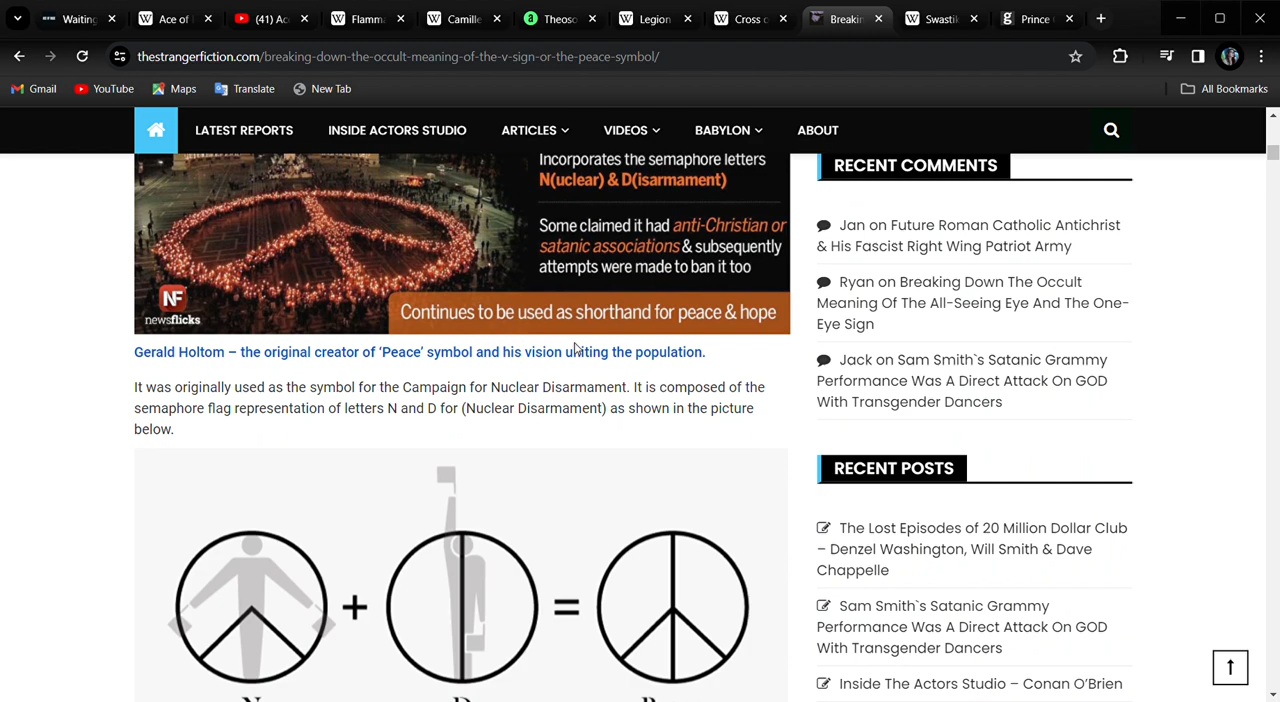 Waiting
Ace of
(41) Ac
Flamm
Camille
Theoso
Legion
Cross o
Breakin
Swastik
Prince
thestrangerfiction.com/breaking-down-the-occult-meaning-of-the-v-sign-or-the-peace-symbol/
Gmail
YouTube
Maps
Translate
New Tab
All Bookmarks
LATEST REPORTS
INSIDE ACTORS STUDIO
ARTICLES
VIDEOS
BABYLON
ABOUT
Incorporates the semaphore letters
N(uclear) & D(isarmament)
Some claimed it had anti-Christian or
satanic associations & subsequently
attempts were made to ban it too
NF
newsflicks
Continues to be used as shorthand for peace & hope
Gerald Holtom – the original creator of ‘Peace’ symbol and his vision uniting the population.
It was originally used as the symbol for the Campaign for Nuclear Disarmament. It is composed of the
semaphore flag representation of letters N and D for (Nuclear Disarmament) as shown in the picture
below.
+
=
RECENT COMMENTS
Jan on Future Roman Catholic Antichrist
& His Fascist Right Wing Patriot Army
Ryan on Breaking Down The Occult
Meaning Of The All-Seeing Eye And The One-
Eye Sign
Jack on Sam Smith`s Satanic Grammy
Performance Was A Direct Attack On GOD
With Transgender Dancers
RECENT POSTS
The Lost Episodes of 20 Million Dollar Club
– Denzel Washington, Will Smith & Dave
Chappelle
Sam Smith`s Satanic Grammy
Performance Was A Direct Attack On GOD
With Transgender Dancers
Inside The Actors Studio – Conan O’Brien